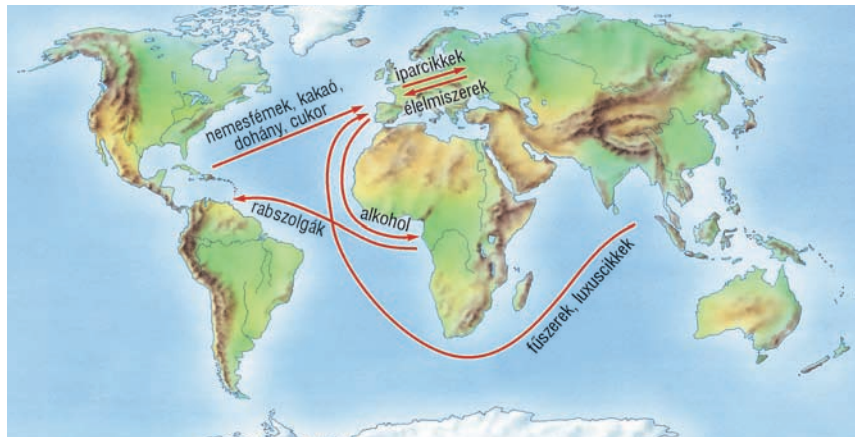 iparcikkek
élelmiszerek
nemesfémek, kakaó,
dohány, cukor
rabszolgák
alkohol
fűszerek, luxuscikkek